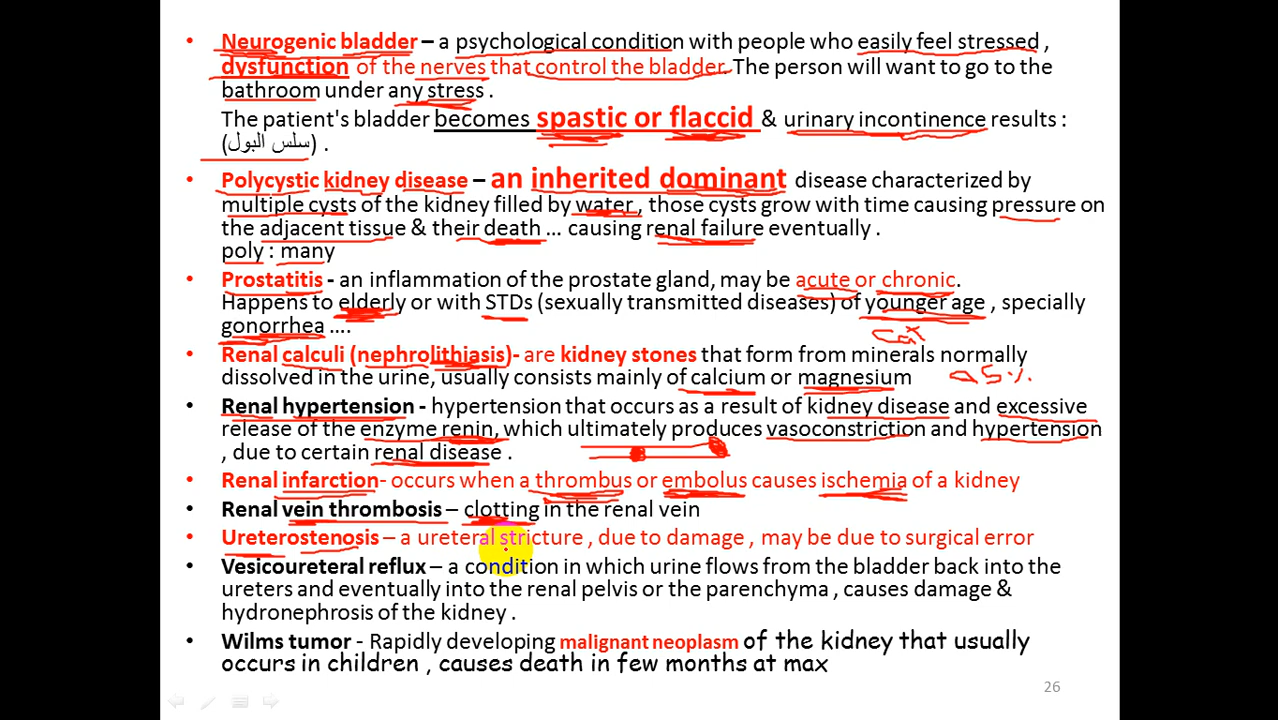 • Neurogenic bladder – a psychological condition with people who easily feel stressed ,
dysfunction of the nerves that control the bladder. The person will want to go to the
bathroom under any stress .
The patient's bladder becomes spastic or flaccid & urinary incontinence results :
(سلس البول) .
• Polycystic kidney disease – an inherited dominant disease characterized by
multiple cysts of the kidney filled by water , those cysts grow with time causing pressure on
the adjacent tissue & their death ... causing renal failure eventually .
poly : many
• Prostatitis - an inflammation of the prostate gland, may be acute or chronic.
Happens to elderly or with STDs (sexually transmitted diseases) of younger age , specially
gonorrhea ....
• Renal calculi (nephrolithiasis)- are kidney stones that form from minerals normally
dissolved in the urine, usually consists mainly of calcium or magnesium
• Renal hypertension - hypertension that occurs as a result of kidney disease and excessive
release of the enzyme renin, which ultimately produces vasoconstriction and hypertension
, due to certain renal disease .
• Renal infarction- occurs when a thrombus or embolus causes ischemia of a kidney
• Renal vein thrombosis – clotting in the renal vein
• Ureterostenosis – a ureteral stricture , due to damage , may be due to surgical error
• Vesicoureteral reflux – a condition in which urine flows from the bladder back into the
ureters and eventually into the renal pelvis or the parenchyma , causes damage &
hydronephrosis of the kidney .
• Wilms tumor - Rapidly developing malignant neoplasm of the kidney that usually
occurs in children , causes death in few months at max
26